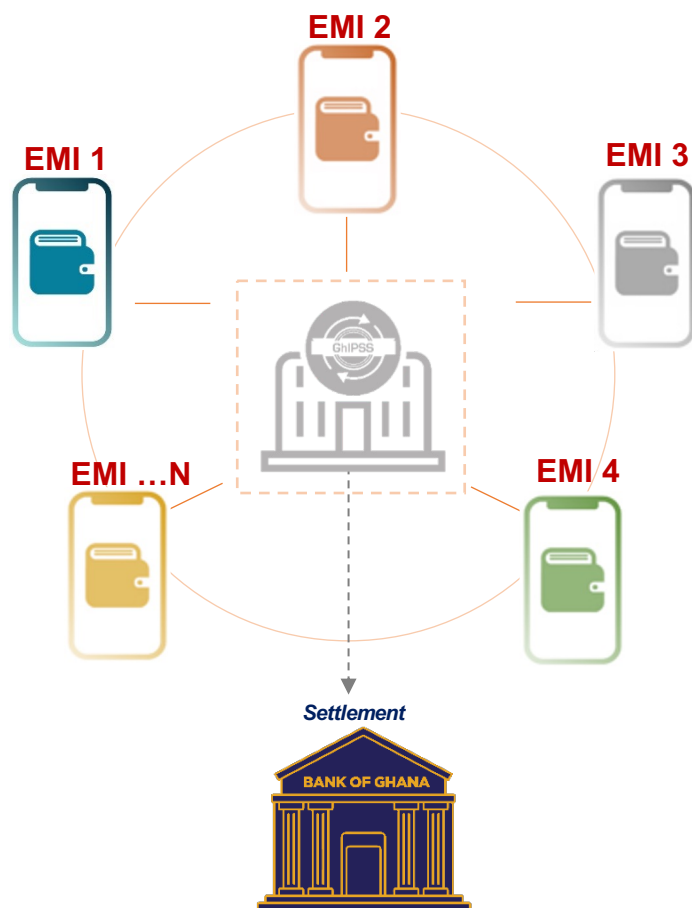 EMI 2
EMI 1
EMI 3
GhIPSS
EMI ...N
EMI 4
Settlement
BANK OF GHANA